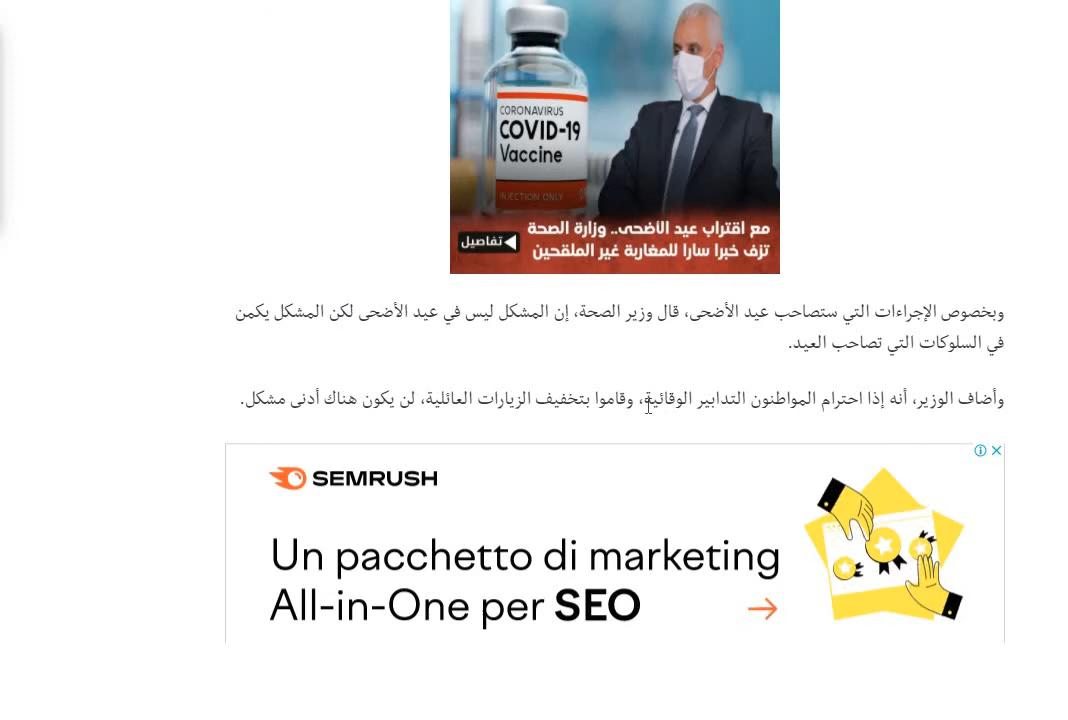 CORONAVIRUS
COVID-19
Vaccine
INJECTION ONLY
مع اقتراب عيد الأضحى.. وزارة الصحة
تزف خبرا سارا للمغاربة غير الملقحين
تفاصيل
وبخصوص الإجراءات التي ستصاحب عيد الأضحى، قال وزير الصحة، إن المشكل ليس في عيد الأضحى لكن المشكل يكمن
في السلوكات التي تصاحب العيد.
وأضاف الوزير، أنه إذا احترام المواطنون التدابير الوقائية، وقاموا بتخفيف الزيارات العائلية، لن يكون هناك أدنى مشكل.
SEMRUSH
Un pacchetto di marketing
All-in-One per SEO